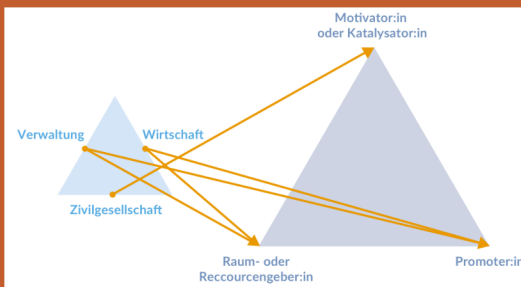 Motivator:in
oder Katalysator:in
Verwaltung
Wirtschaft
Zivilgesellschaft
Raum- oder
Reccourcengeber:in
Promoter:in